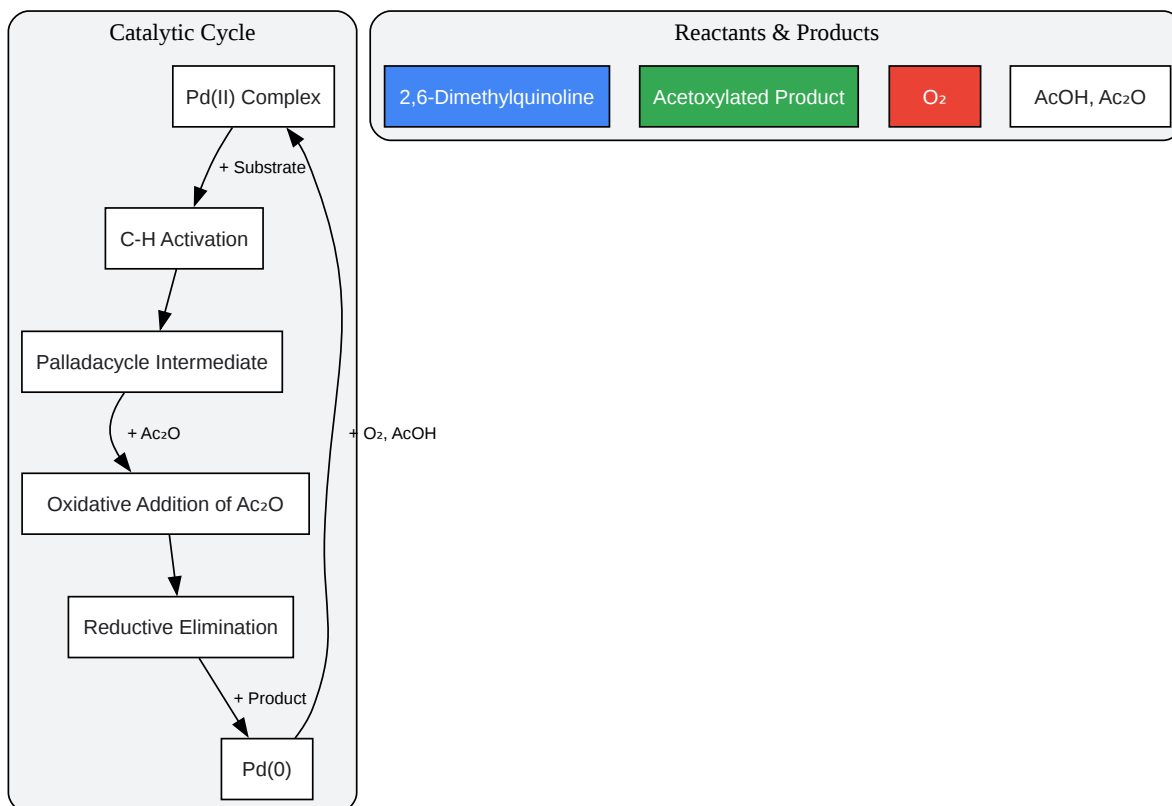 Catalytic Cycle
Pd(II) Complex
+ Substrate
C-H Activation
Palladacycle Intermediate
+ Ac₂O
+ O₂, AcOH
Oxidative Addition of Ac₂O
Reductive Elimination
+ Product
Pd(0)
Reactants & Products
2,6-Dimethylquinoline
Acetoxylated Product
O₂
AcOH, Ac₂O